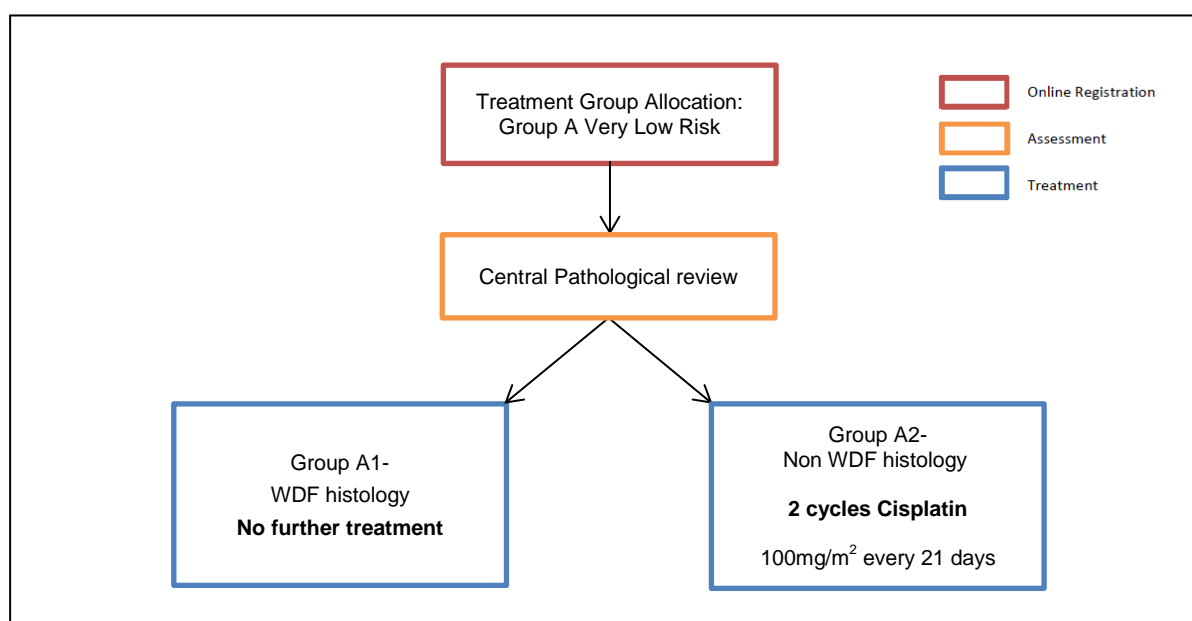 Treatment Group Allocation:
Group A Very Low Risk
Online Registration
Assessment
Treatment
Central Pathological review
Group A1-
WDF histology
No further treatment
Group A2-
Non WDF histology
2 cycles Cisplatin
100mg/m² every 21 days